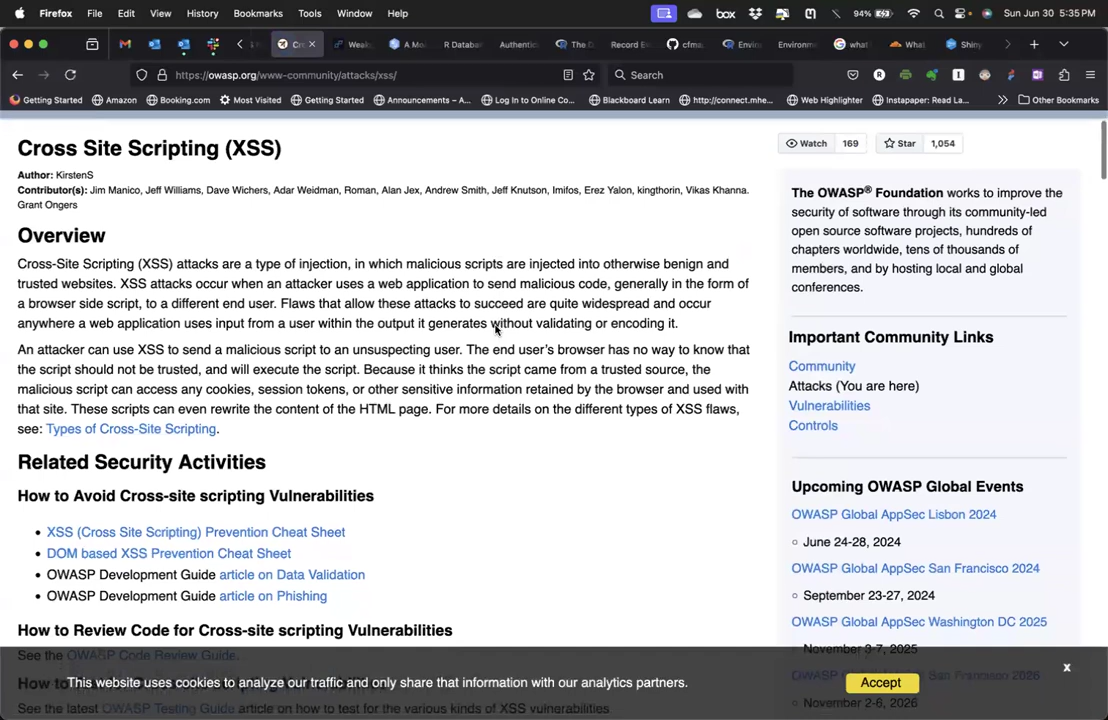 Firefox File Edit View History Bookmarks Tools Window Help
box 94% Sun Jun 30 5:35 PM
Cro Weak A Mo R Datab Authenti The D Record E cfma. Envir Environm what Wha Shiny
https://owasp.org/www-community/attacks/xss/
Search
Getting Started Amazon Booking.com Most Visited Getting Started Announcements – A... Log In to Online Co... Blackboard Learn http://connect.mhe... Web Highlighter Instapaper: Read La... Other Bookmarks
Cross Site Scripting (XSS)
Author: KirstenS
Contributor(s): Jim Manico, Jeff Williams, Dave Wichers, Adar Weidman, Roman, Alan Jex, Andrew Smith, Jeff Knutson, Imifos, Erez Yalon, kingthorin, Vikas Khanna.
Grant Ongers
Overview
Cross-Site Scripting (XSS) attacks are a type of injection, in which malicious scripts are injected into otherwise benign and
trusted websites. XSS attacks occur when an attacker uses a web application to send malicious code, generally in the form of
a browser side script, to a different end user. Flaws that allow these attacks to succeed are quite widespread and occur
anywhere a web application uses input from a user within the output it generates without validating or encoding it.
An attacker can use XSS to send a malicious script to an unsuspecting user. The end user’s browser has no way to know that
the script should not be trusted, and will execute the script. Because it thinks the script came from a trusted source, the
malicious script can access any cookies, session tokens, or other sensitive information retained by the browser and used with
that site. These scripts can even rewrite the content of the HTML page. For more details on the different types of XSS flaws,
see: Types of Cross-Site Scripting.
Related Security Activities
How to Avoid Cross-site scripting Vulnerabilities
• XSS (Cross Site Scripting) Prevention Cheat Sheet
• DOM based XSS Prevention Cheat Sheet
• OWASP Development Guide article on Data Validation
• OWASP Development Guide article on Phishing
How to Review Code for Cross-site scripting Vulnerabilities
See the OWASP Code Review Guide.
See the latest OWASP Testing Guide article on how to test for the various kinds of XSS vulnerabilities.
Watch 169 Star 1,054
The OWASP® Foundation works to improve the
security of software through its community-led
open source software projects, hundreds of
chapters worldwide, tens of thousands of
members, and by hosting local and global
conferences.
Important Community Links
Community
Attacks (You are here)
Vulnerabilities
Controls
Upcoming OWASP Global Events
OWASP Global AppSec Lisbon 2024
June 24-28, 2024
OWASP Global AppSec San Francisco 2024
September 23-27, 2024
OWASP Global AppSec Washington DC 2025
November 3-7, 2025
OWASP Global AppSec San Francisco 2026
November 2-6, 2026
This website uses cookies to analyze our traffic and only share that information with our analytics partners.
Accept
x